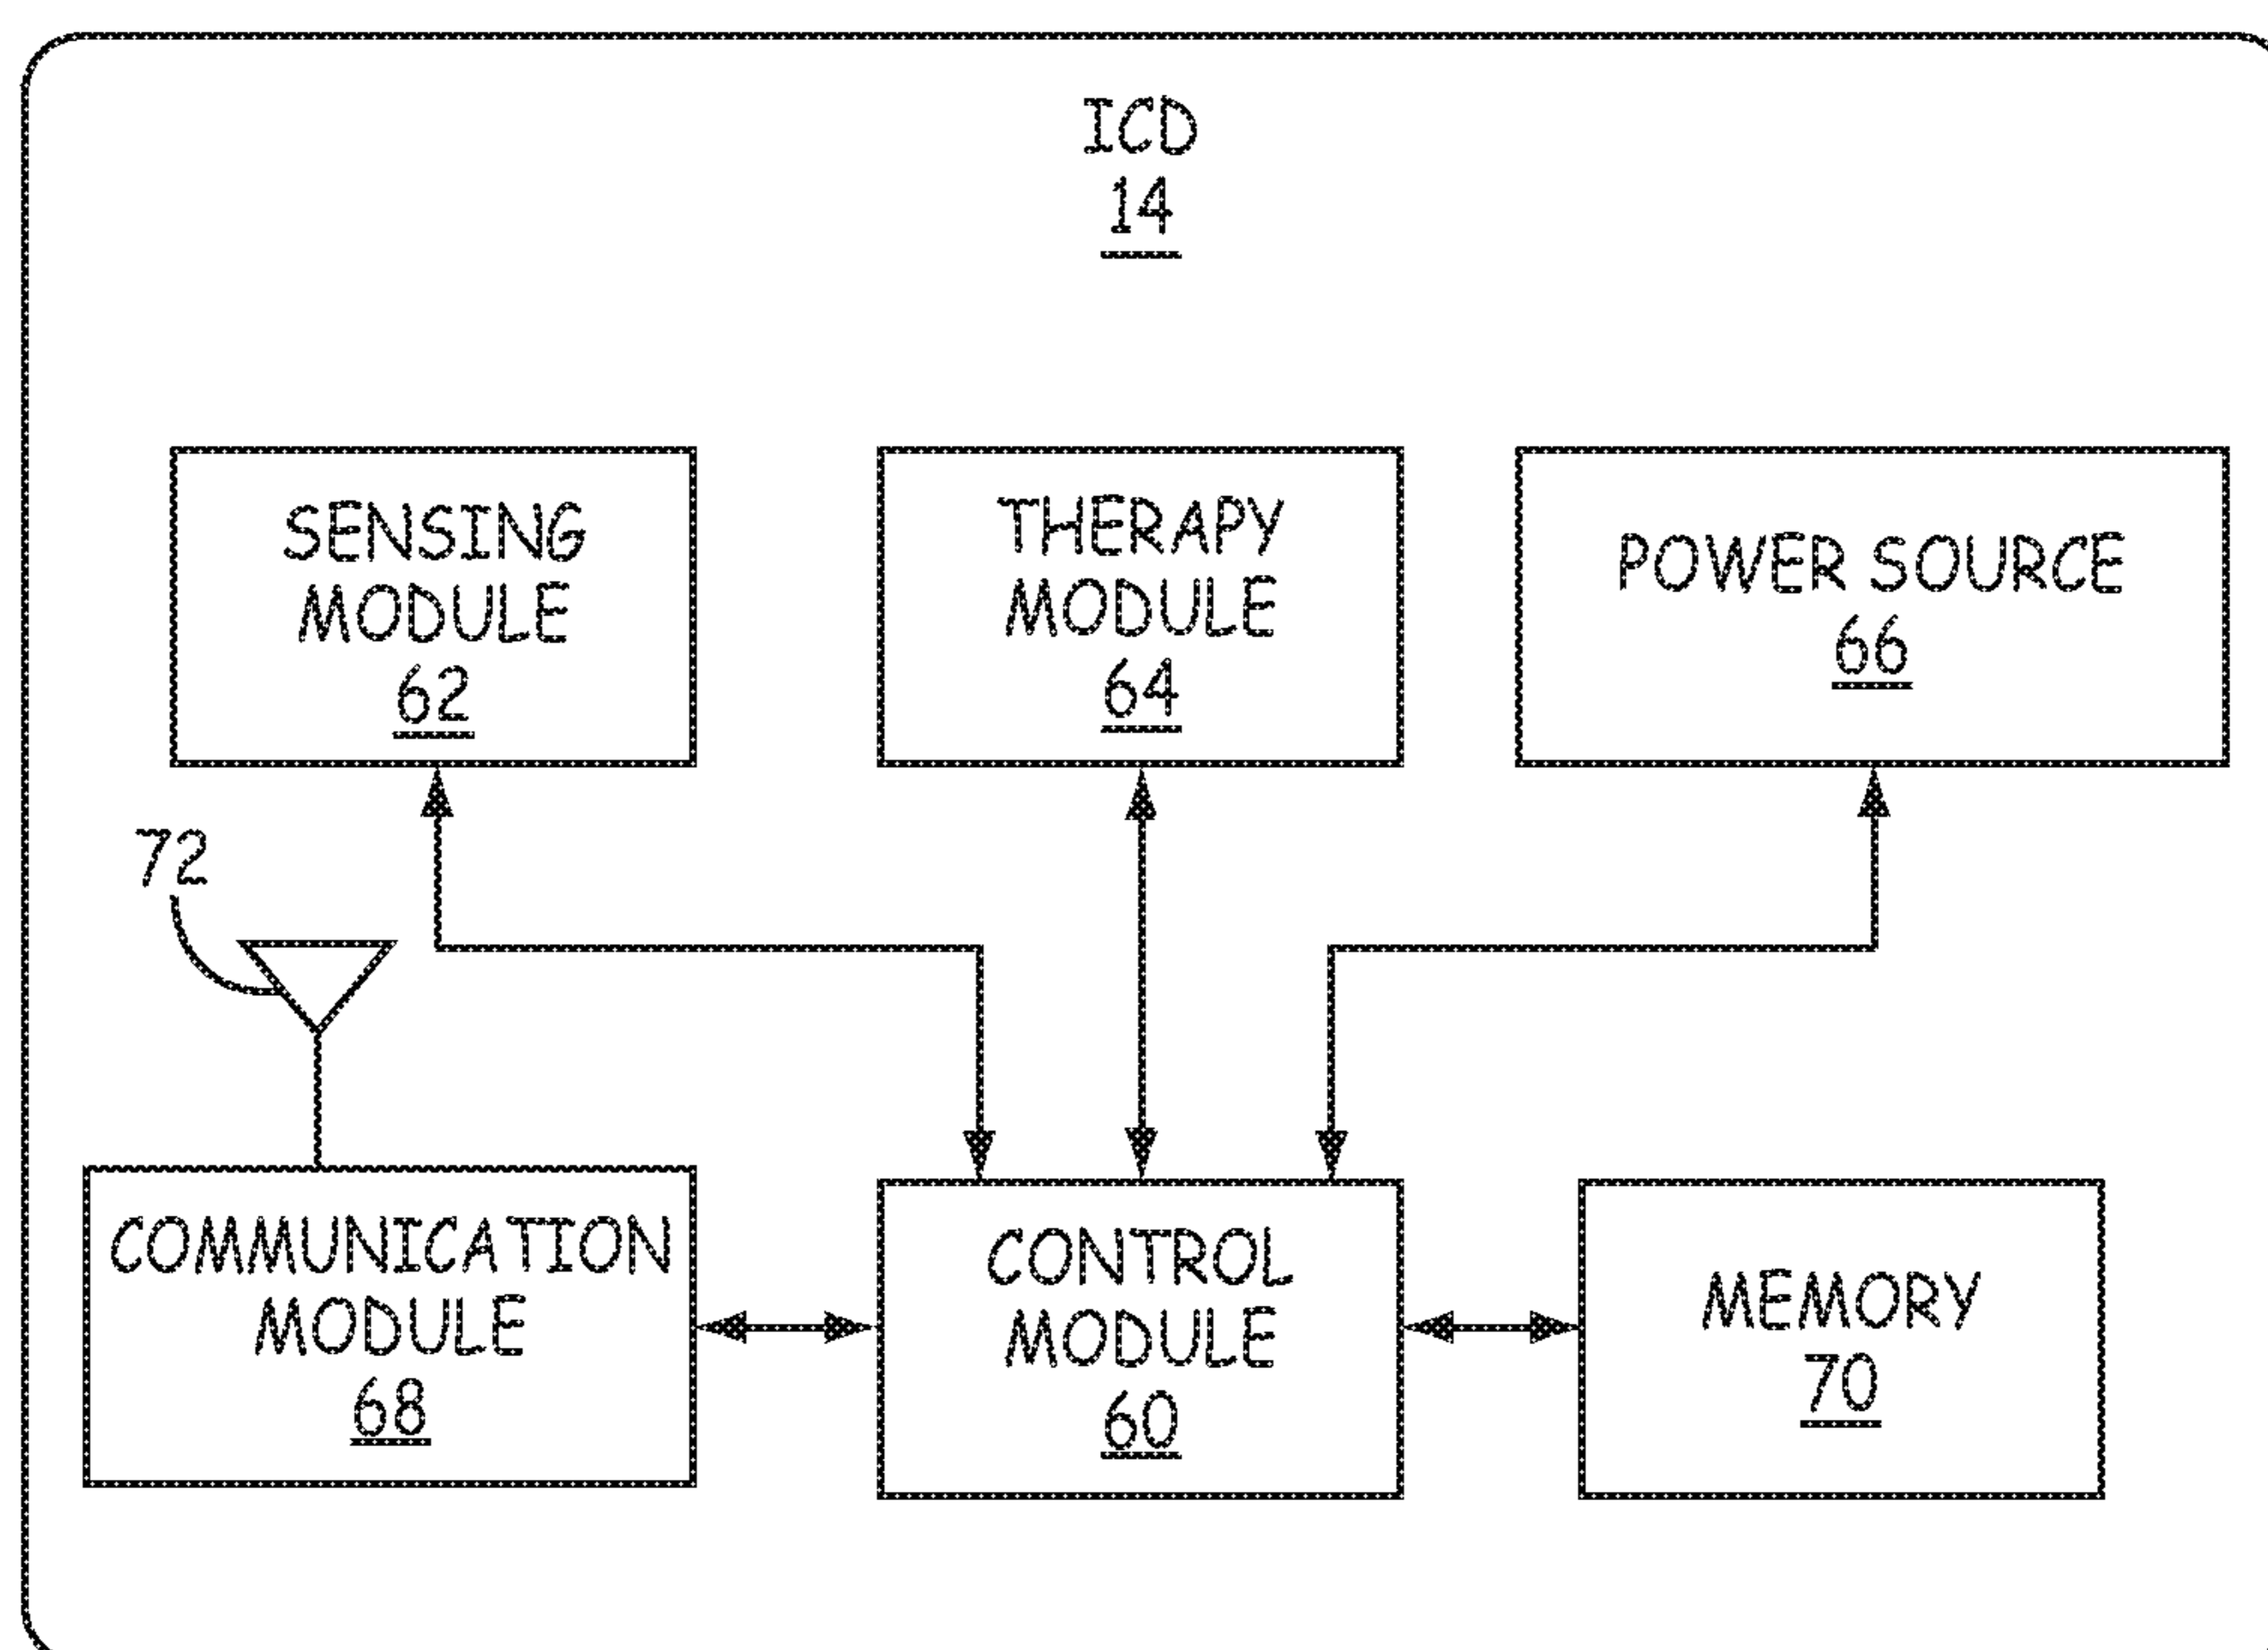 ICD
14
SENSING
MODULE
62
THERAPY
MODULE
64
POWER SOURCE
66
72
COMMUNICATION
MODULE
68
CONTROL
MODULE
60
MEMORY
70